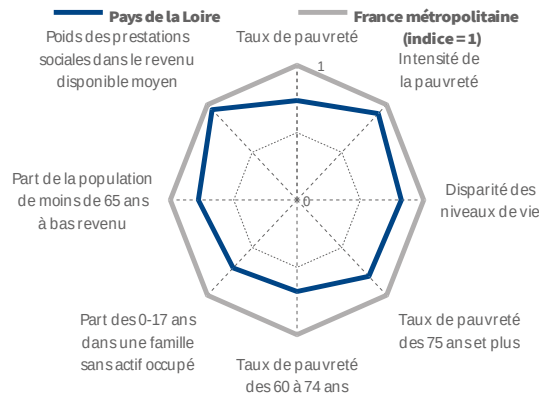 Pays de la Loire
France métropolitaine
(indice = 1)
Poids des prestations
sociales dans le revenu
disponible moyen
Taux de pauvreté
Intensité de
la pauvreté
1
Part de la population
de moins de 65 ans
à bas revenu
0
Disparité des
niveaux de vie
Part des 0-17 ans
dans une famille
sans actif occupé
Taux de pauvreté
des 60 à 74 ans
Taux de pauvreté
des 75 ans et plus